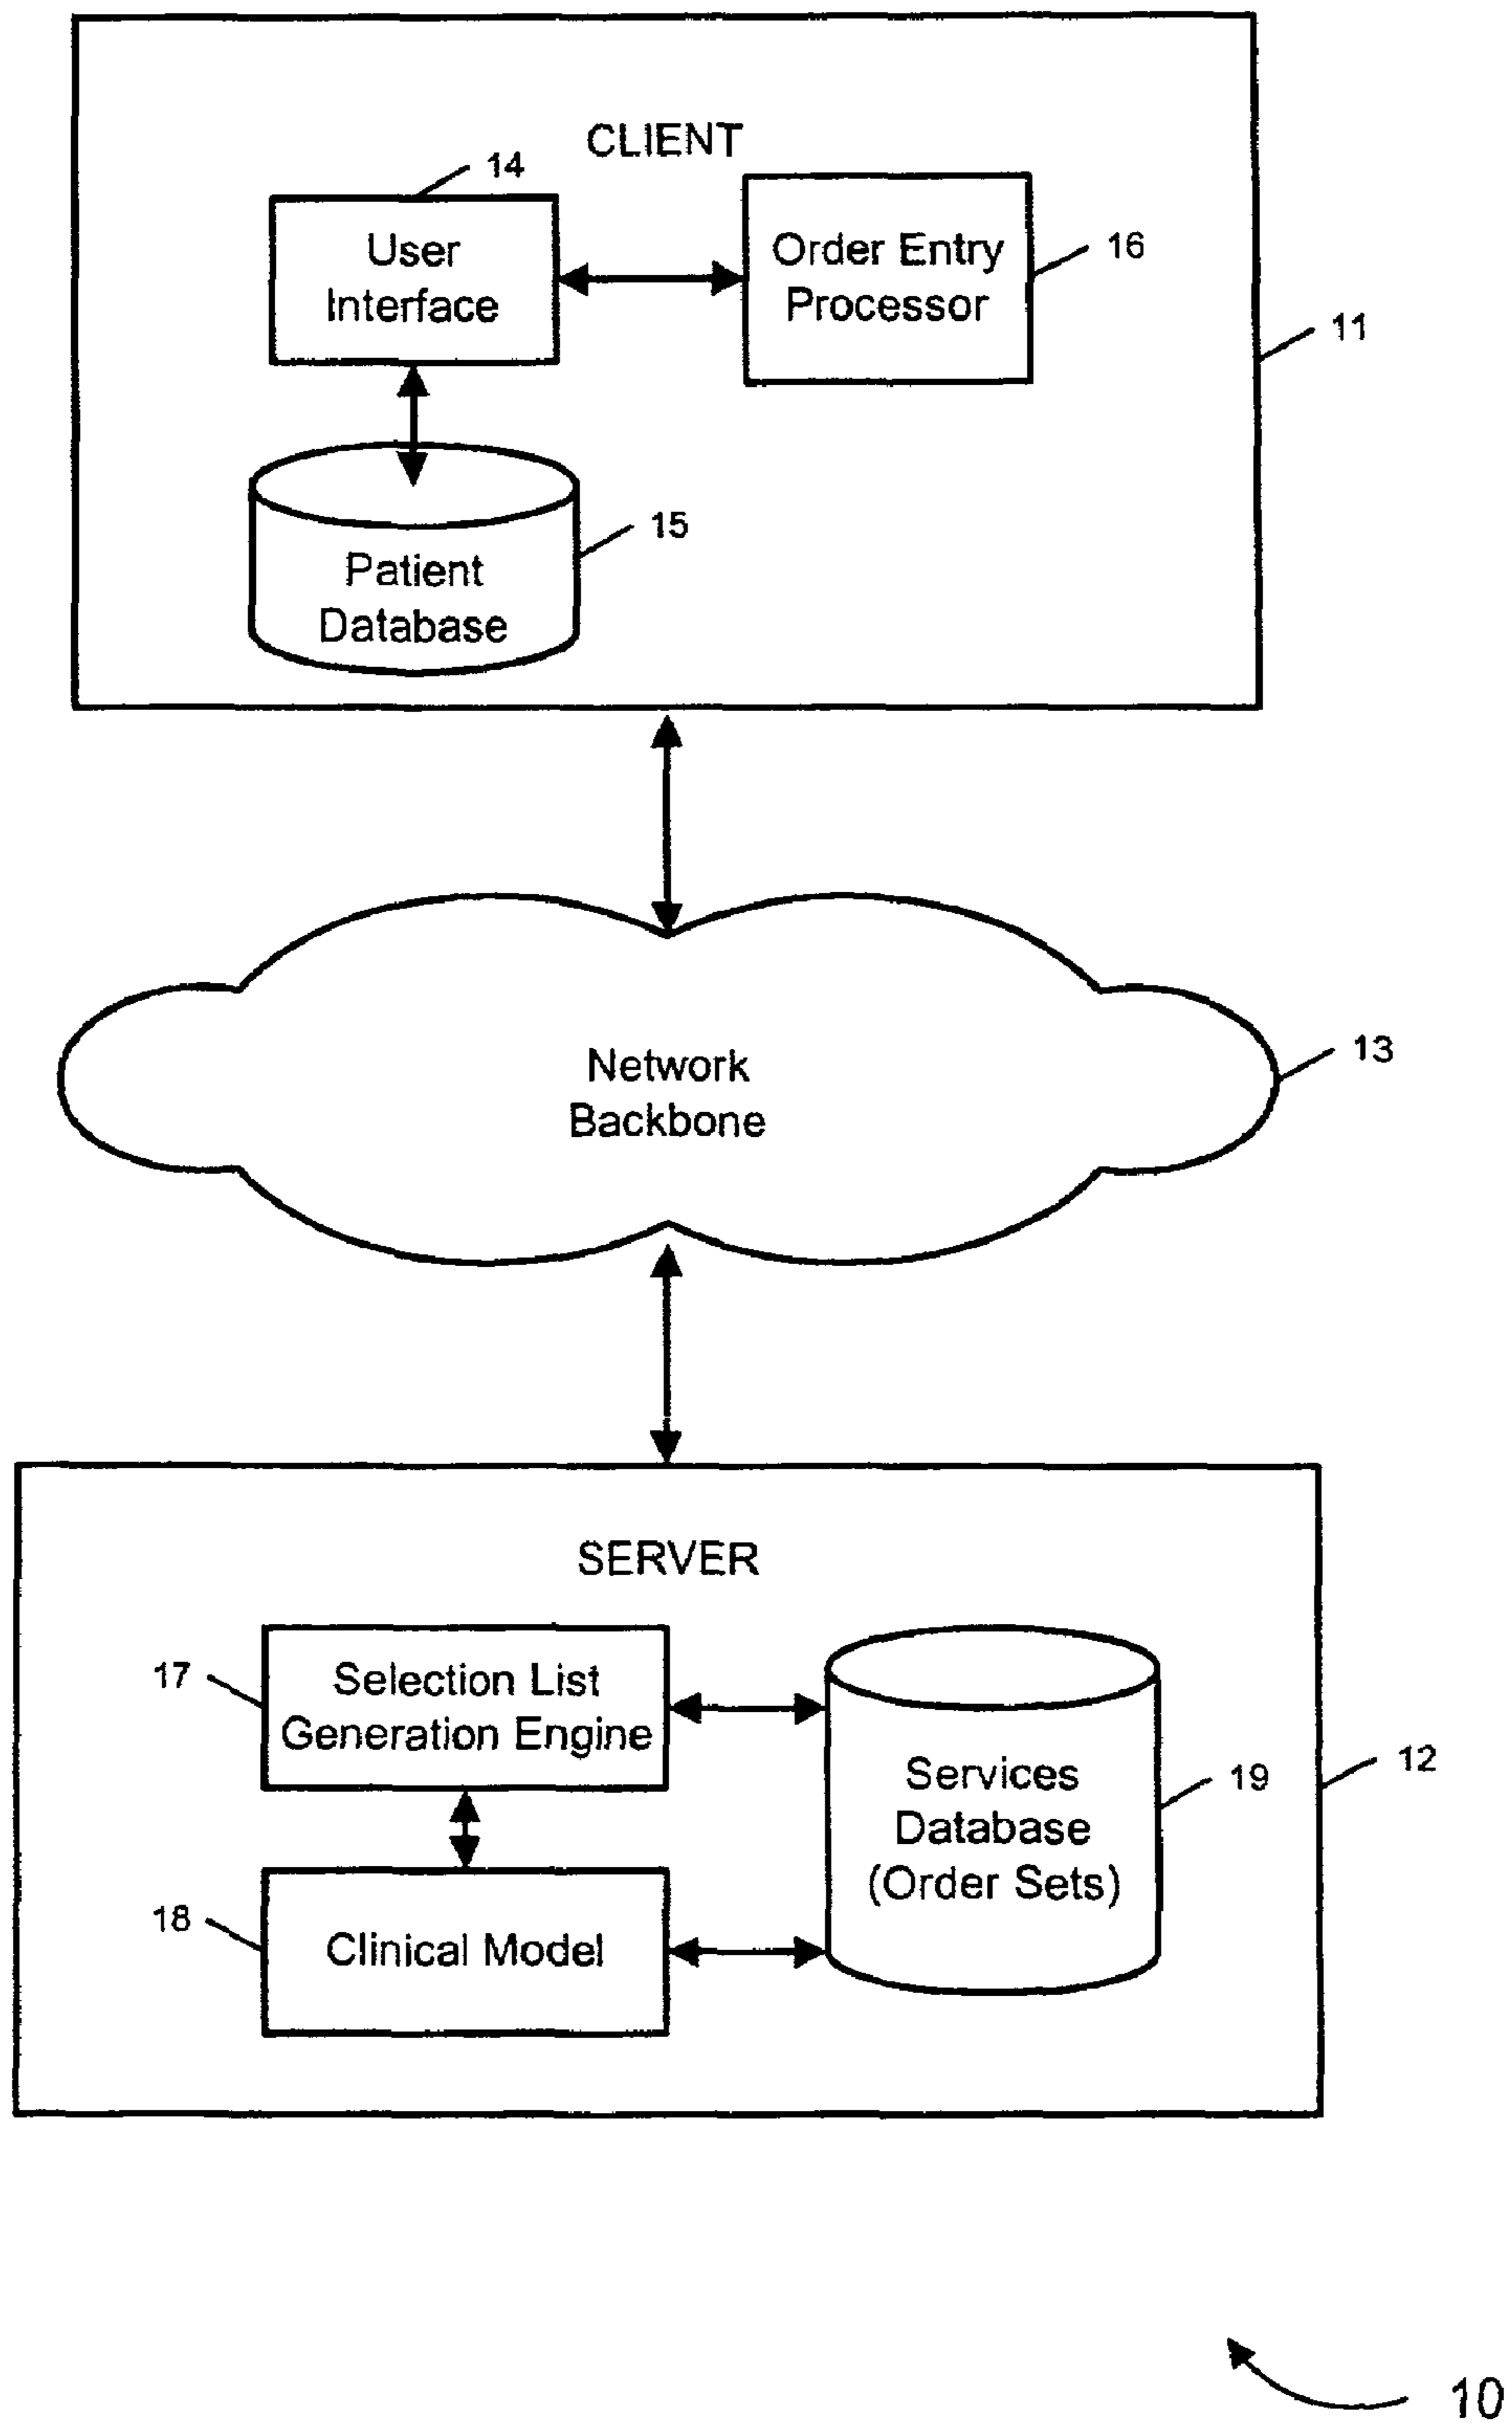 CLIENT
14
User
Interface
Order Entry
Processor
16
11
15
Patient
Database
Network
Backbone
13
SERVER
17
Selection List
Generation Engine
Services
Database
(Order Sets)
19
12
18
Clinical Model
10